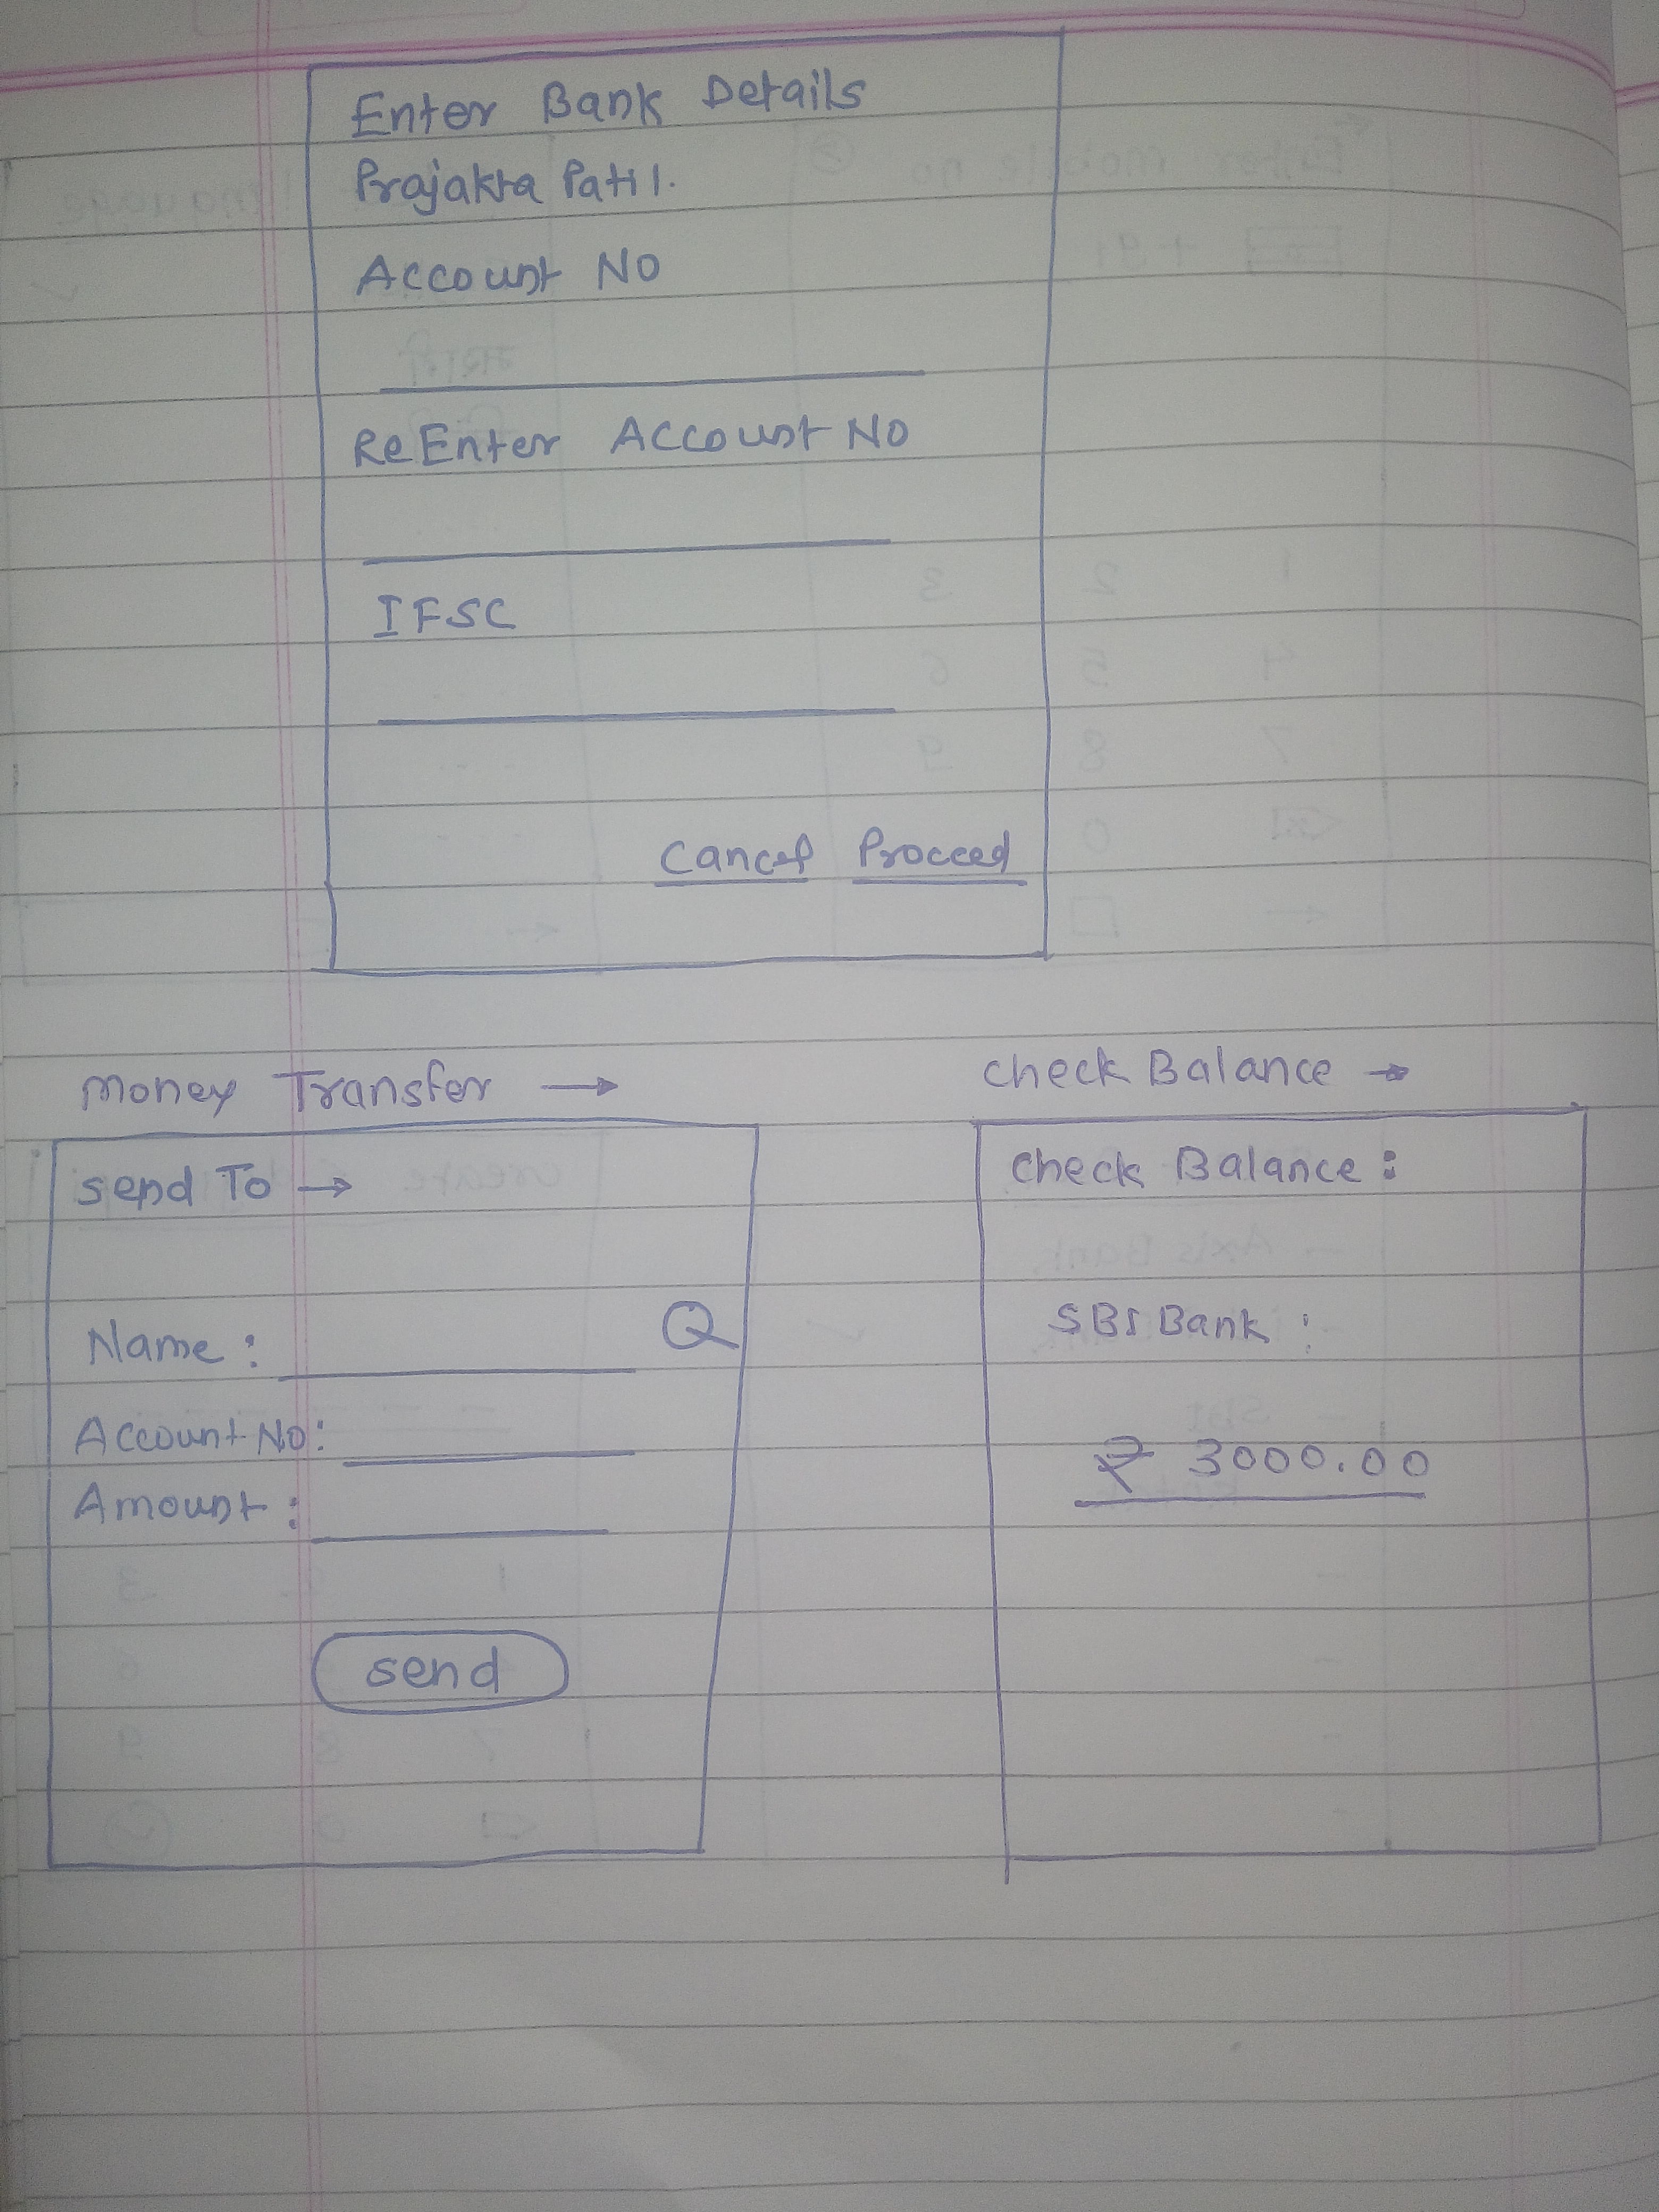 Enter Bank Details
Prajakta Patil.
Account No
ReEnter Account No
IFSC
Cancel Procced
Money Transfer →
Send To →
Name :
Account No:
Amount :
send
check Balance →
check Balance :
SBI Bank :
₹ 3000.00